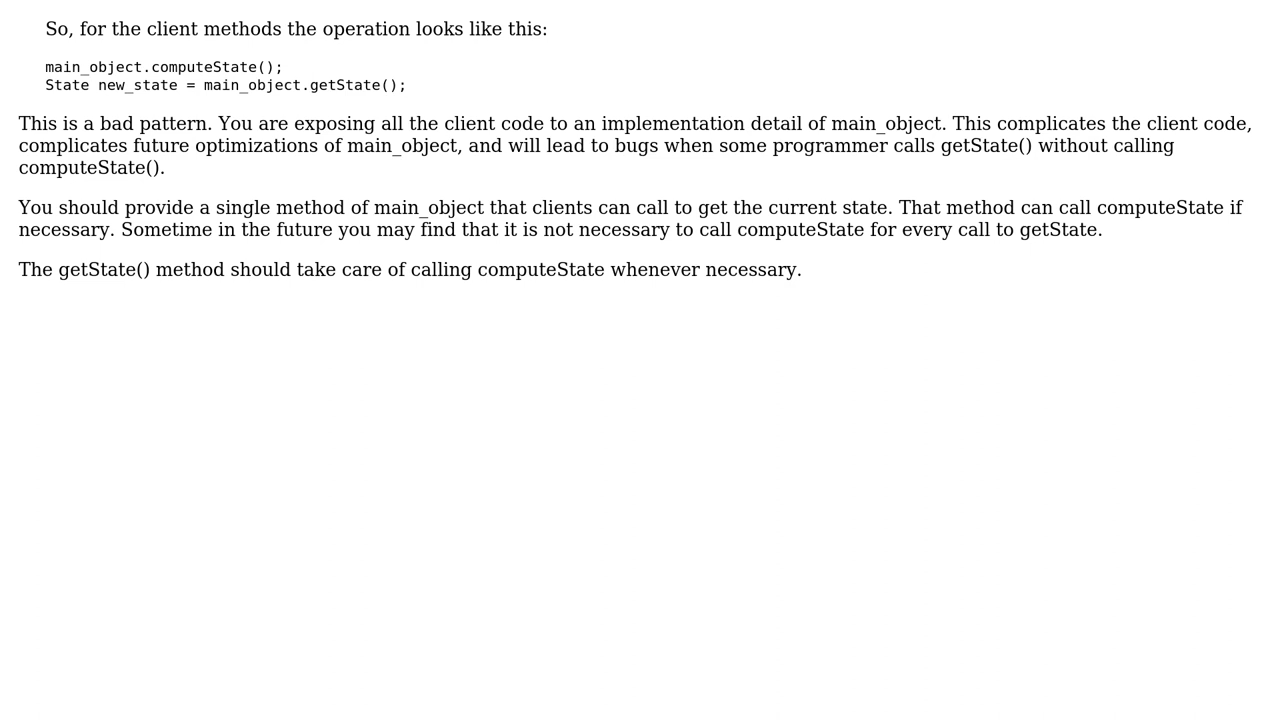 So, for the client methods the operation looks like this:
main_object.computeState();
State new_state = main_object.getState();
This is a bad pattern. You are exposing all the client code to an implementation detail of main_object. This complicates the client code,
complicates future optimizations of main_object, and will lead to bugs when some programmer calls getState() without calling
computeState().
You should provide a single method of main_object that clients can call to get the current state. That method can call computeState if
necessary. Sometime in the future you may find that it is not necessary to call computeState for every call to getState.
The getState() method should take care of calling computeState whenever necessary.